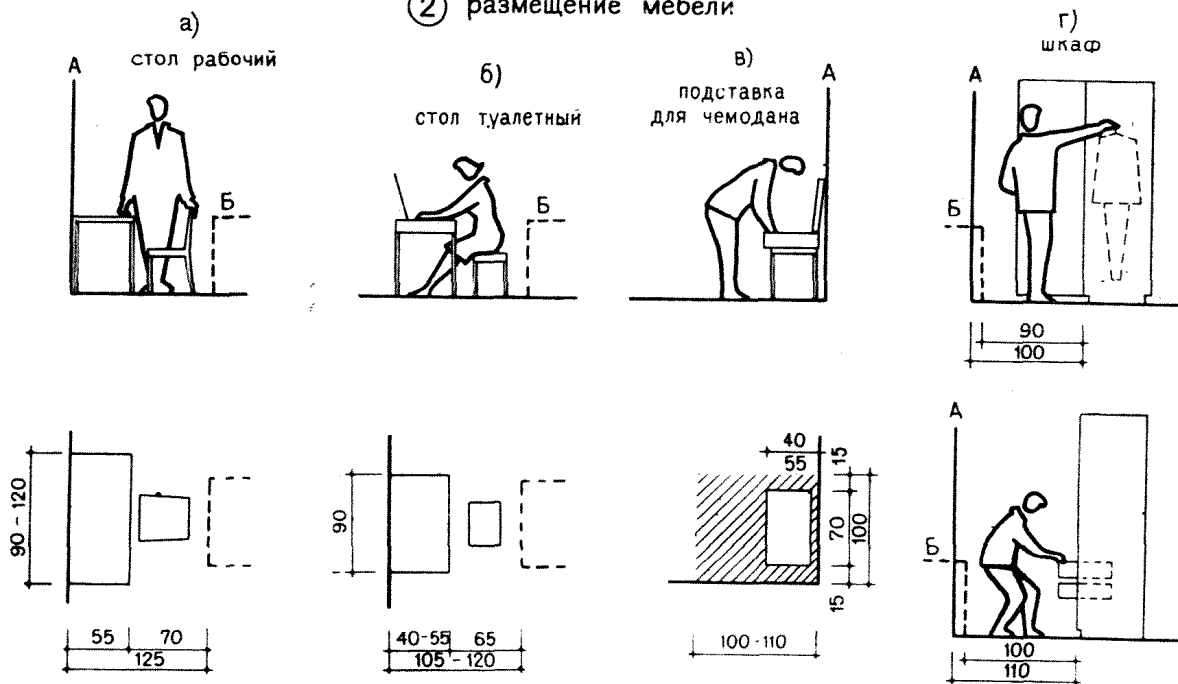 2 размещение мебели
а)
стол рабочий
А
Б
б)
стол туалетный
Б
в)
подставка
для чемодана
А
г)
шкаф
А
Б
90
100
90-120
55 70
125
90
40-55 65
105-120
40
55
15
70
100
15
100-110
А
Б
100
110